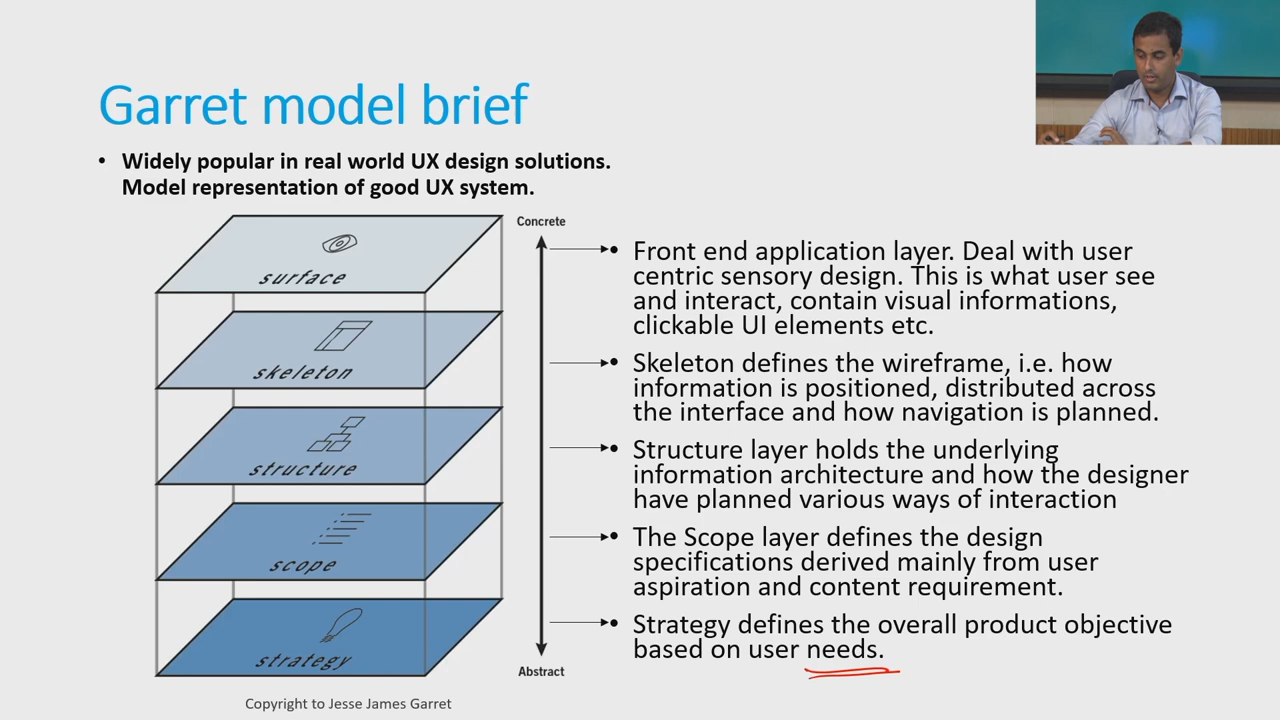 Garret model brief
• Widely popular in real world UX design solutions.
Model representation of good UX system.
Concrete
surface
skeleton
structure
scope
strategy
Abstract
• Front end application layer. Deal with user
centric sensory design. This is what user see
and interact, contain visual informations,
clickable UI elements etc.
• Skeleton defines the wireframe, i.e. how
information is positioned, distributed across
the interface and how navigation is planned.
• Structure layer holds the underlying
information architecture and how the designer
have planned various ways of interaction
• The Scope layer defines the design
specifications derived mainly from user
aspiration and content requirement.
• Strategy defines the overall product objective
based on user needs.
Copyright to Jesse James Garret